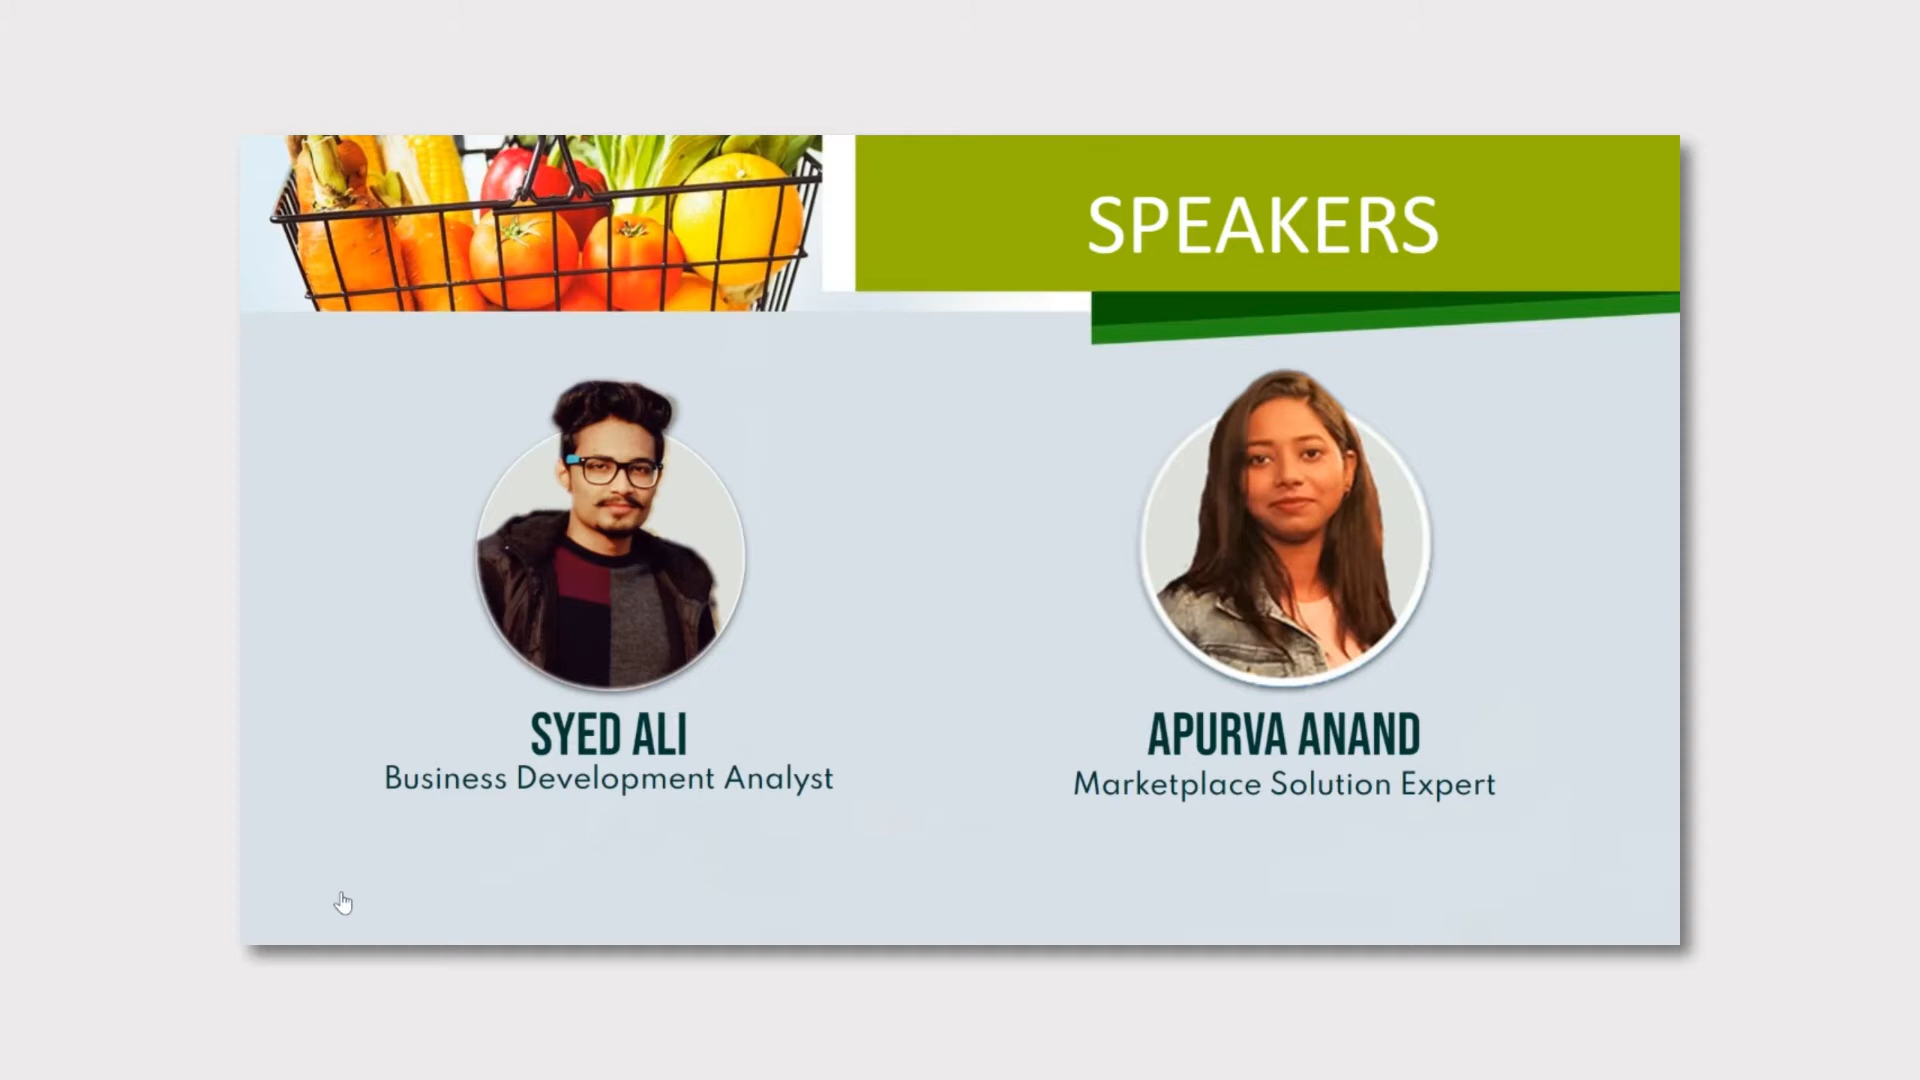 SPEAKERS
SYED ALI
Business Development Analyst
APURVA ANAND
Marketplace Solution Expert